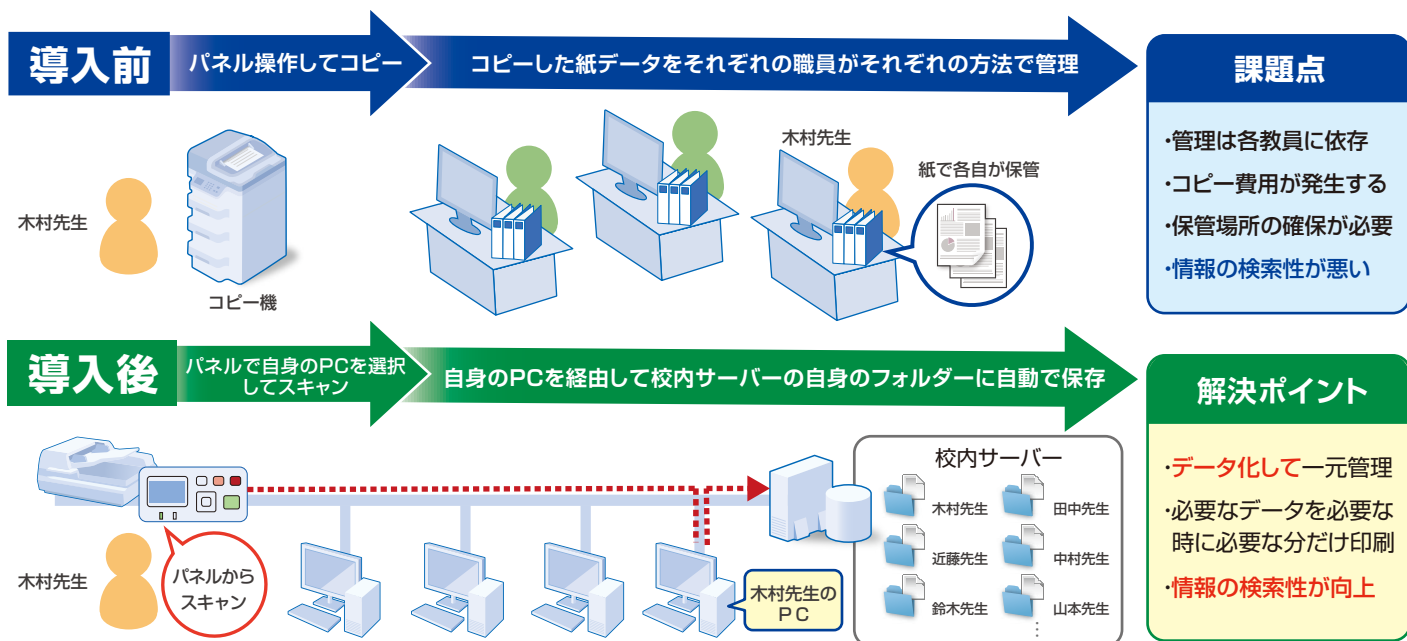 導入前
パネル操作してコピー
コピーした紙データをそれぞれの職員がそれぞれの方法で管理
木村先生
コピー機
木村先生
紙で各自が保管
課題点
・管理は各教員に依存
・コピー費用が発生する
・保管場所の確保が必要
・情報の検索性が悪い
導入後
パネルで自身のPCを選択
してスキャン
自身のPCを経由して校内サーバーの自身のフォルダーに自動で保存
木村先生
パネルから
スキャン
木村先生の
PC
校内サーバー
木村先生
田中先生
近藤先生
中村先生
鈴木先生
山本先生
⋮
解決ポイント
・データ化して一元管理
・必要なデータを必要な
時に必要な分だけ印刷
・情報の検索性が向上